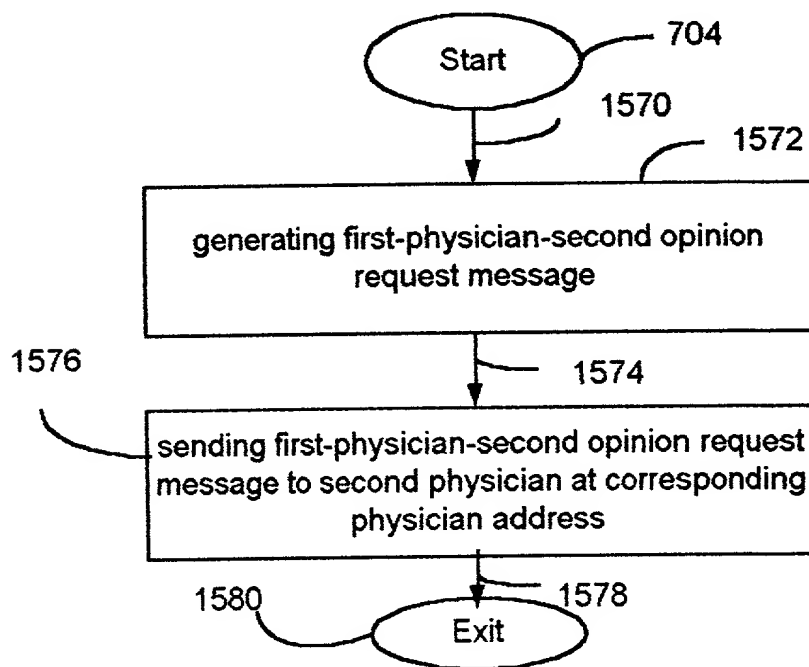 704
Start
1570
1572
generating first-physician-second opinion
request message
1576
1574
sending first-physician-second opinion request
message to second physician at corresponding
physician address
1580
1578
Exit